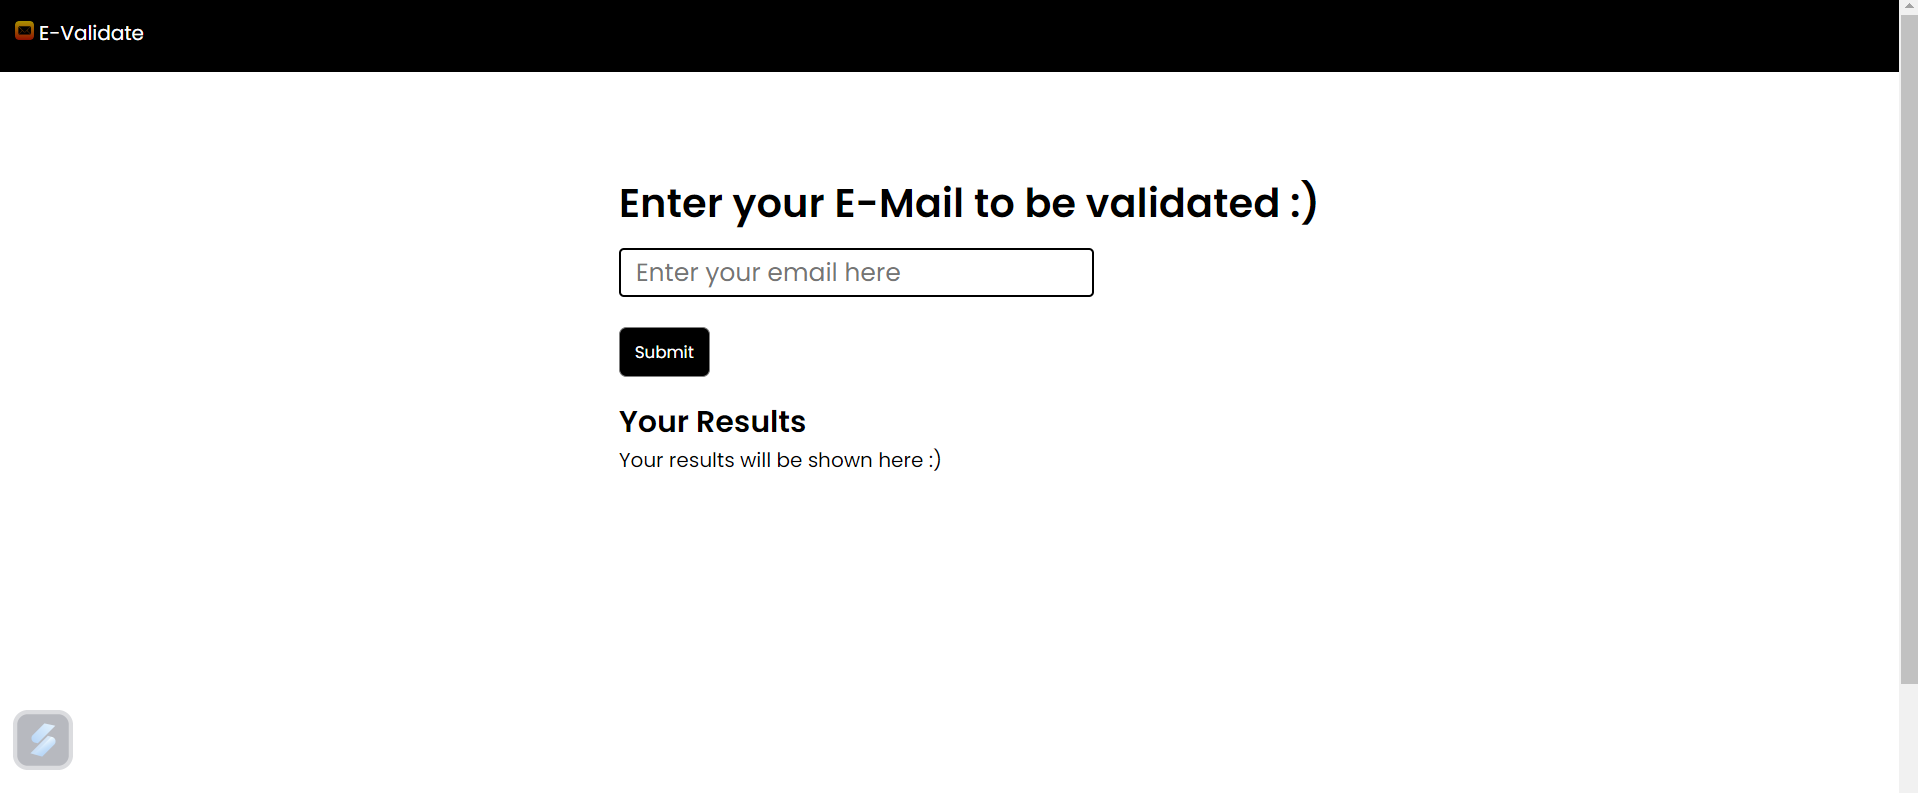 E-Validate
Enter your E-Mail to be validated :)
Enter your email here
Submit
Your Results
Your results will be shown here :)